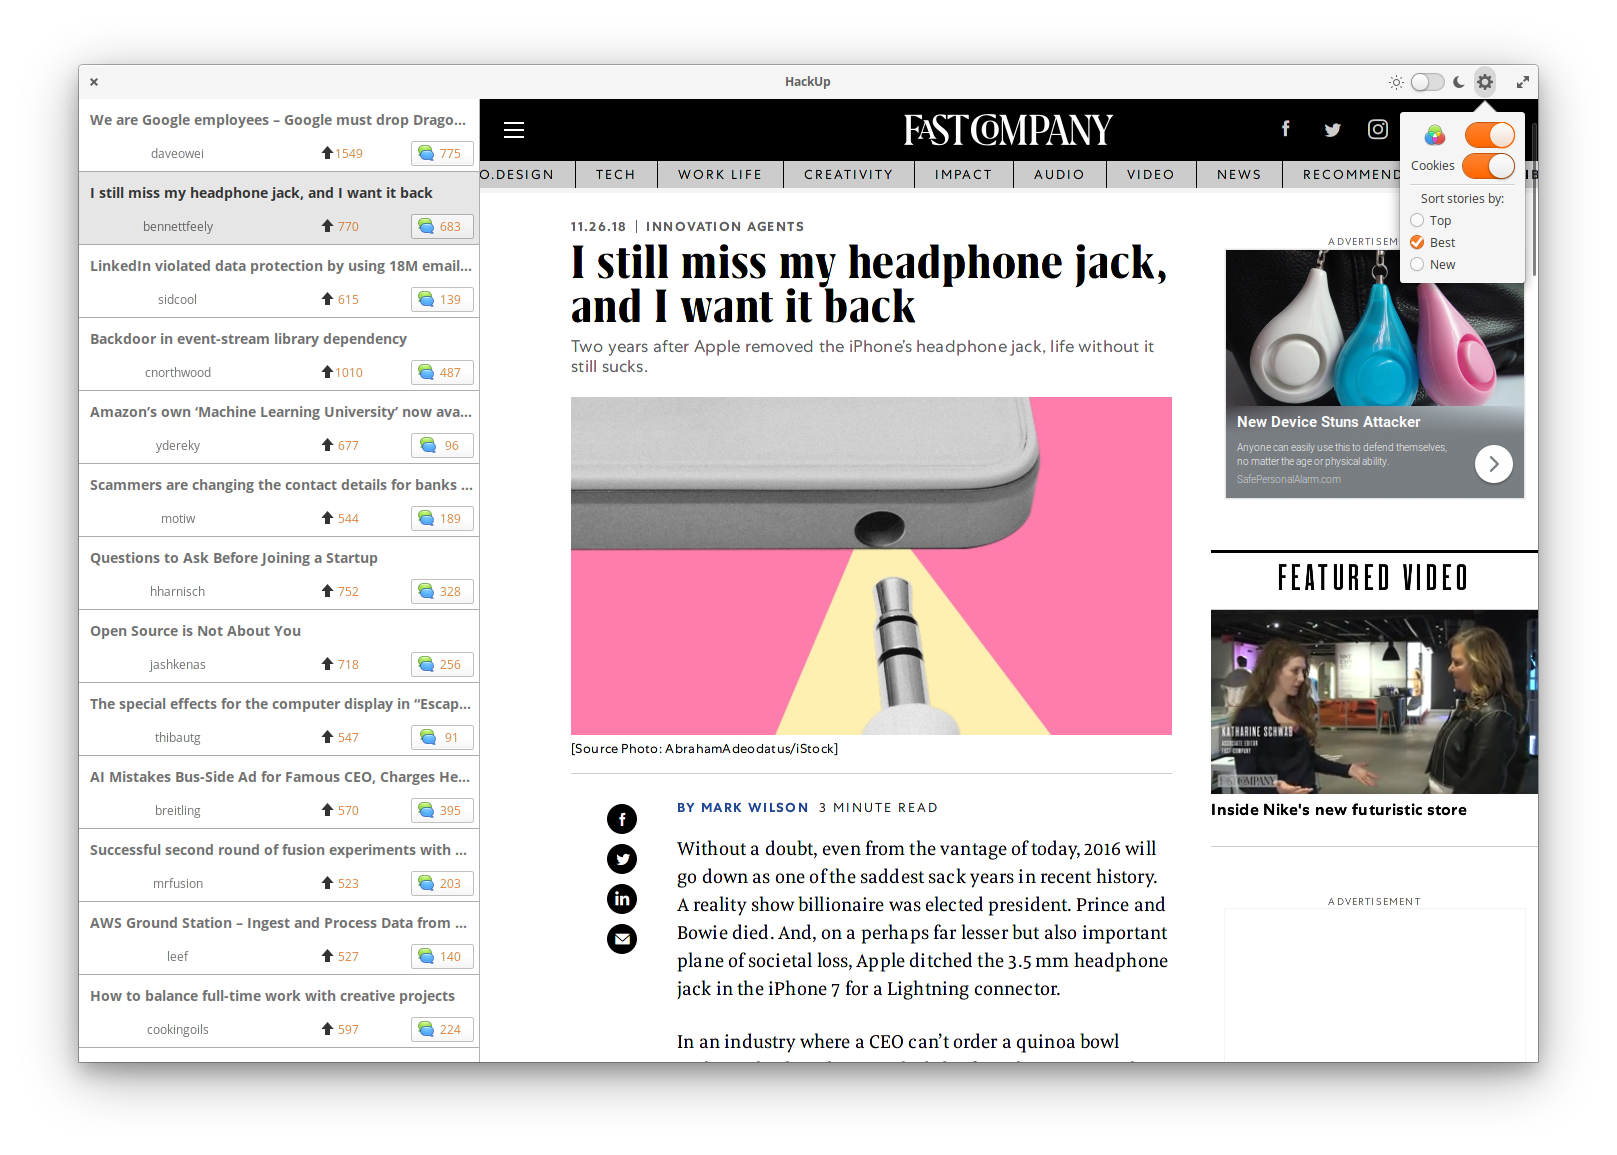 HackUp
We are Google employees – Google must drop Drago...
daveowei 1549 775
I still miss my headphone jack, and I want it back
bennettfeely 770 683
LinkedIn violated data protection by using 18M email...
sidcool 615 139
Backdoor in event-stream library dependency
cnorthwood 1010 487
Amazon’s own ‘Machine Learning University’ now ava...
ydereky 677 96
Scammers are changing the contact details for banks ...
motiw 544 189
Questions to Ask Before Joining a Startup
hharnisch 752 328
Open Source is Not About You
jashkenas 718 256
The special effects for the computer display in “Escap...
thibautg 547 91
AI Mistakes Bus-Side Ad for Famous CEO, Charges He...
breitling 570 395
Successful second round of fusion experiments with ...
mrfusion 523 203
AWS Ground Station – Ingest and Process Data from ...
leef 527 140
How to balance full-time work with creative projects
cookingoils 597 224
FAST COMPANY
O.DESIGN TECH WORK LIFE CREATIVITY IMPACT AUDIO VIDEO NEWS RECOMMEND
Cookies
Sort stories by:
Top
Best
New
11.26.18 | INNOVATION AGENTS
I still miss my headphone jack,
and I want it back
Two years after Apple removed the iPhone’s headphone jack, life without it
still sucks.
[Source Photo: AbrahamAdeodatus/iStock]
BY MARK WILSON 3 MINUTE READ
Without a doubt, even from the vantage of today, 2016 will
go down as one of the saddest sack years in recent history.
A reality show billionaire was elected president. Prince and
Bowie died. And, on a perhaps far lesser but also important
plane of societal loss, Apple ditched the 3.5 mm headphone
jack in the iPhone 7 for a Lightning connector.
In an industry where a CEO can’t order a quinoa bowl
ADVERTISEM
New Device Stuns Attacker
Anyone can easily use this to defend themselves,
no matter the age or physical ability.
SafePersonalAlarm.com
FEATURED VIDEO
KATHARINE SCHWAB
ASSOCIATE EDITOR
FAST COMPANY
FAST COMPANY
Inside Nike's new futuristic store
ADVERTISEMENT